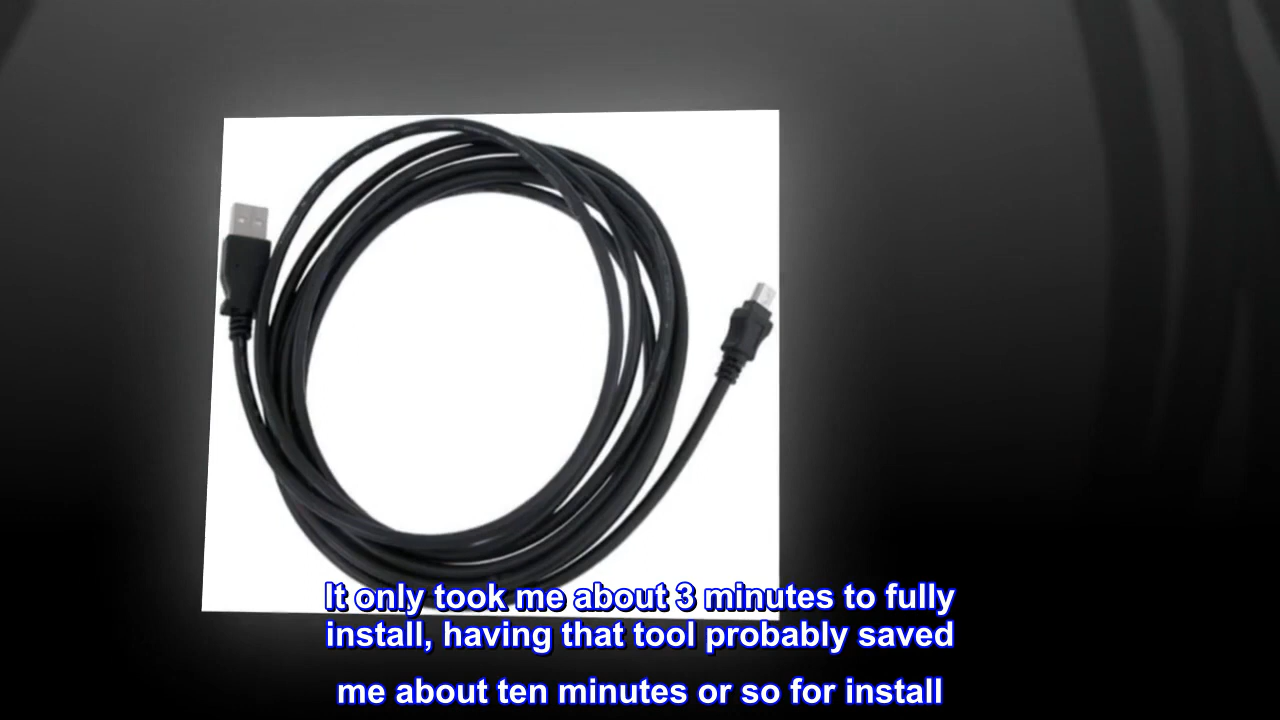 It only took me about 3 minutes to fully
install, having that tool probably saved
me about ten minutes or so for install